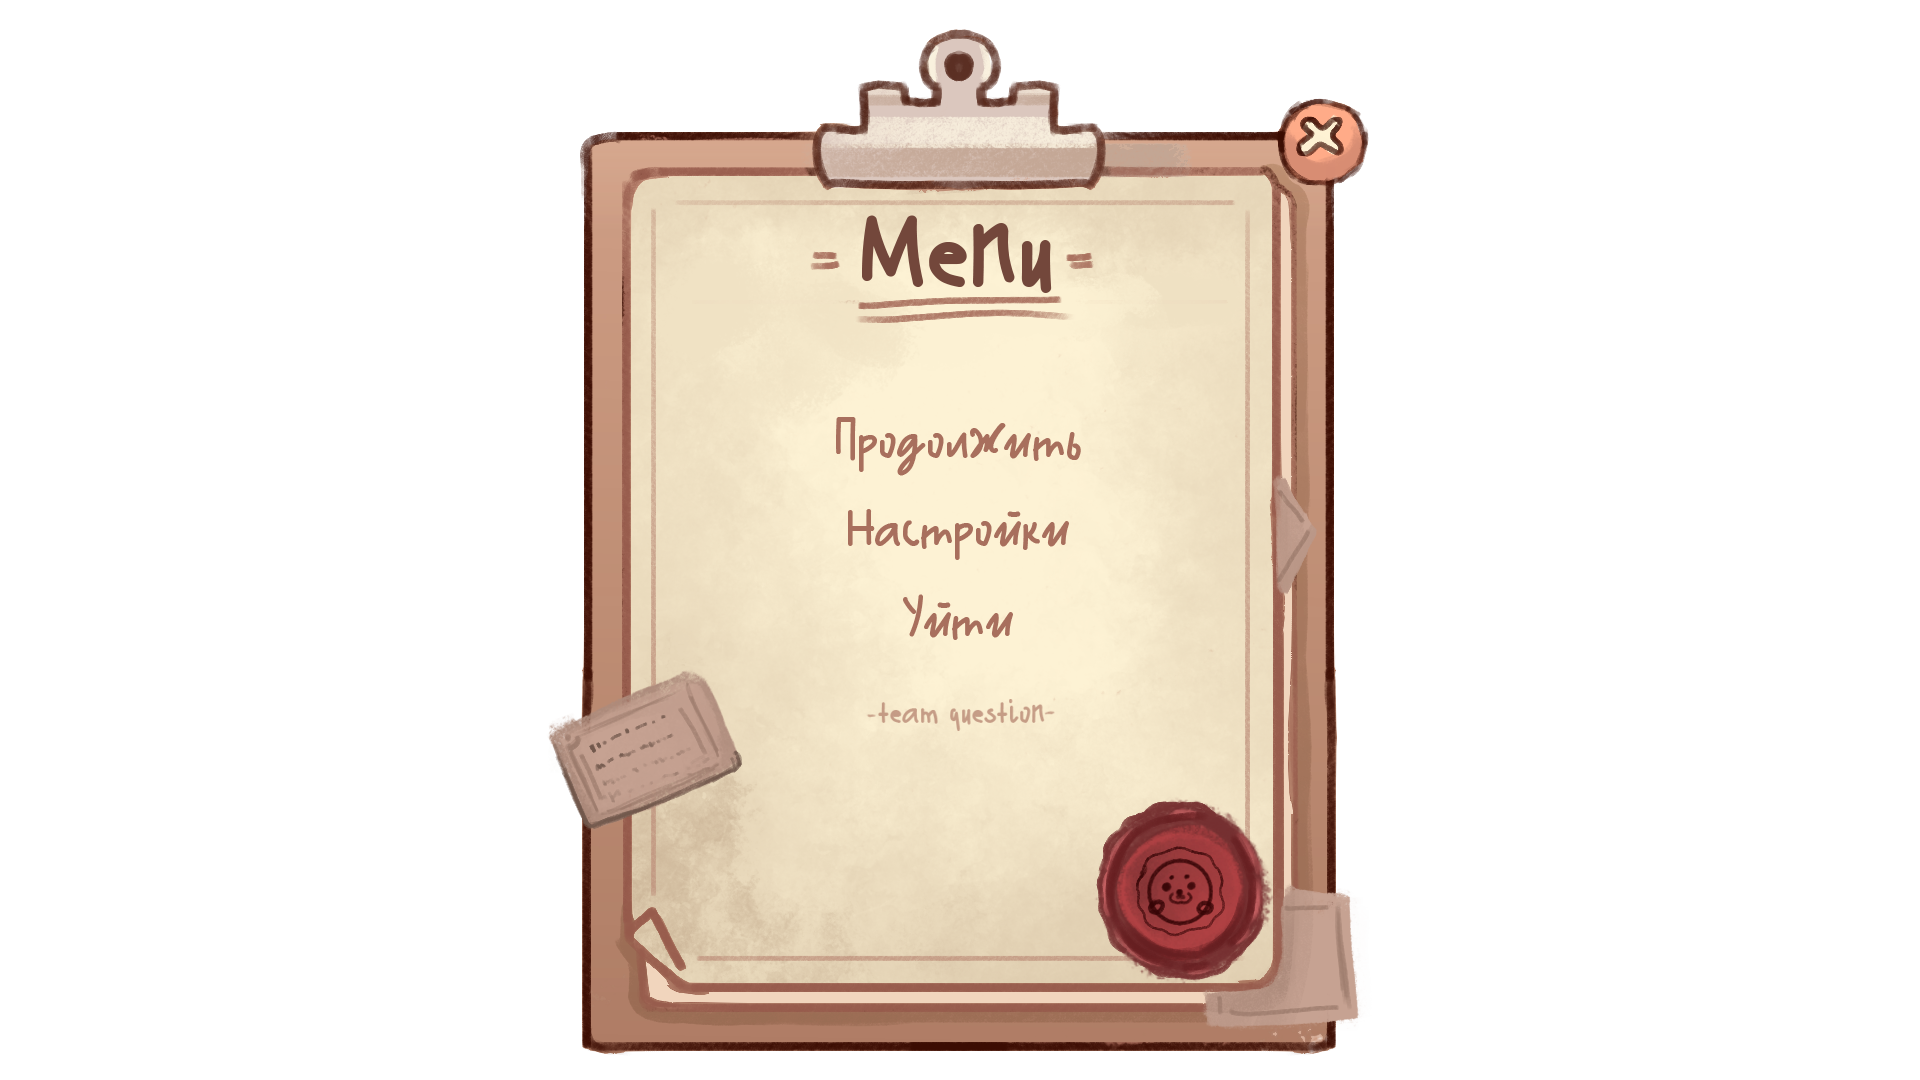 = Menu =
Продолжить
Настройки
Уйти
-team question-